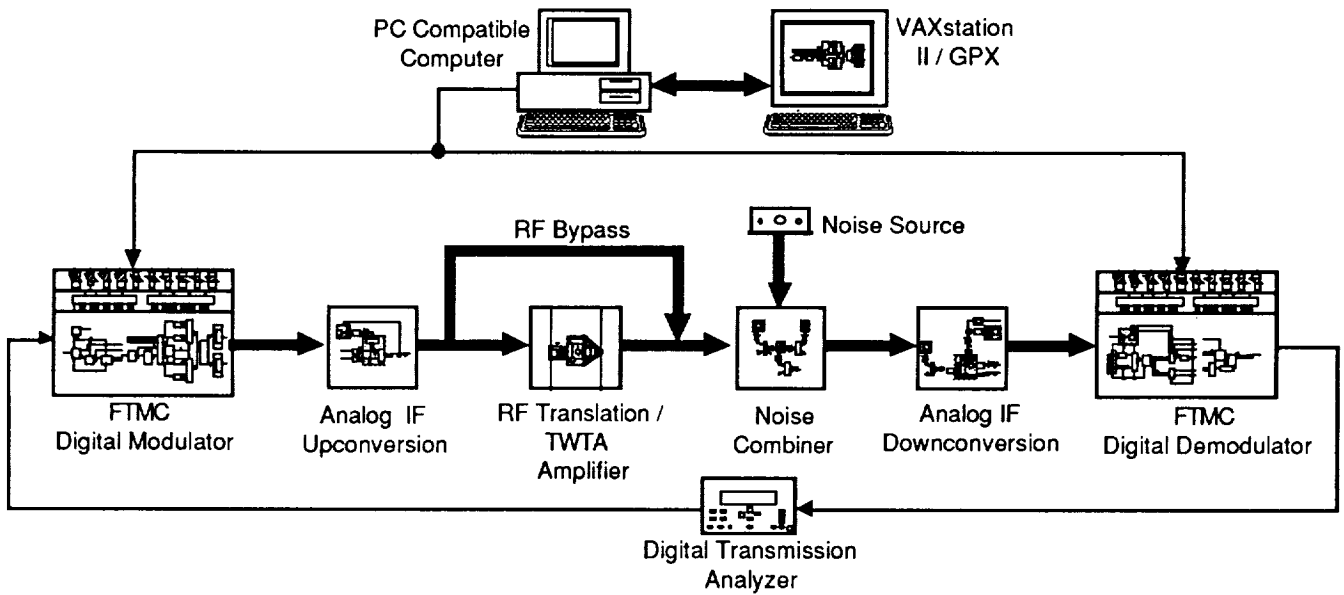 PC Compatible
Computer
VAXstation
II / GPX
RF Bypass
Noise Source
FTMC
Digital Modulator
Analog IF
Upconversion
RF Translation /
TWTA
Amplifier
Noise
Combiner
Analog IF
Downconversion
FTMC
Digital Demodulator
Digital Transmission
Analyzer